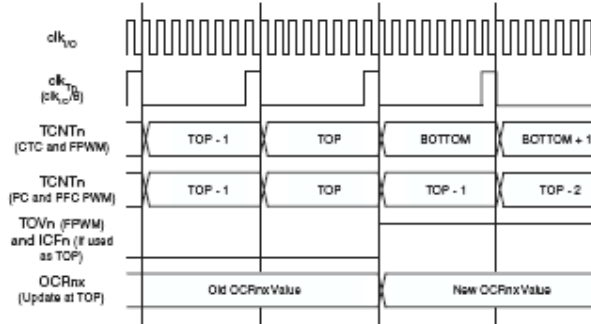 clkI/O
clkTn
(clkI/O/8)
TCNTn
(CTC and FPWM)
TOP - 1
TOP
BOTTOM
BOTTOM + 1
TCNTn
(PC and PFC PWM)
TOP - 1
TOP
TOP - 1
TOP - 2
TOVn (FPWM)
and ICFn (if used
as TOP)
OCRnx
(Update at TOP)
Old OCRnx Value
New OCRnx Value